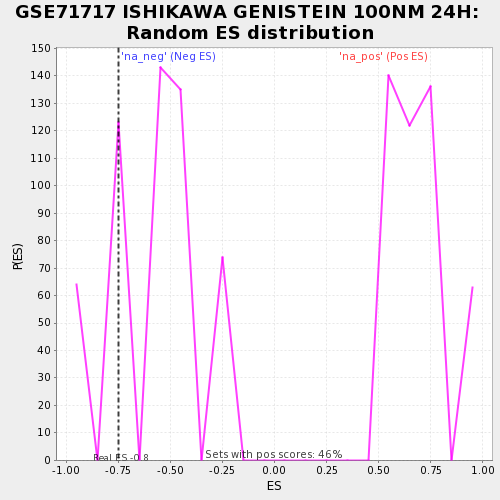 GSE71717 ISHIKAWA GENISTEIN 100NM 24H:
Random ES distribution
'na_neg' (Neg ES)
'na_pos' (Pos ES)
150
140
130
120
110
100
90
80
70
60
50
40
30
20
10
0
P(ES)
Real ES -0.8
Sets with pos scores: 46%
-1.00 -0.75 -0.50 -0.25 0.00 0.25 0.50 0.75 1.00
ES